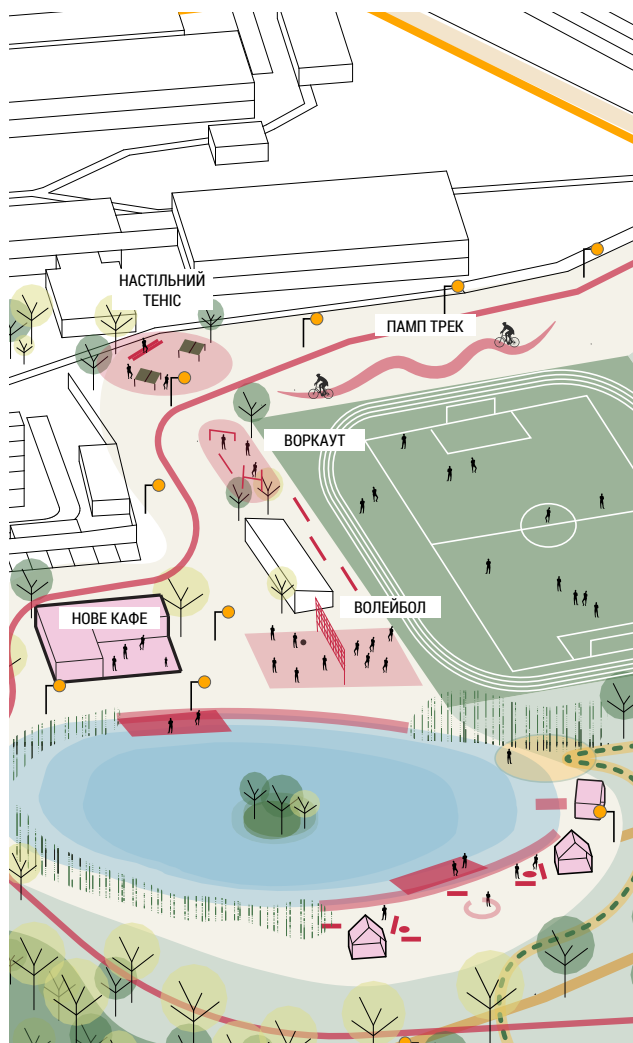 НАСТІЛЬНИЙ
ТЕНІС
ПАМП ТРЕК
ВОРКАУТ
ВОЛЕЙБОЛ
НОВЕ КАФЕ